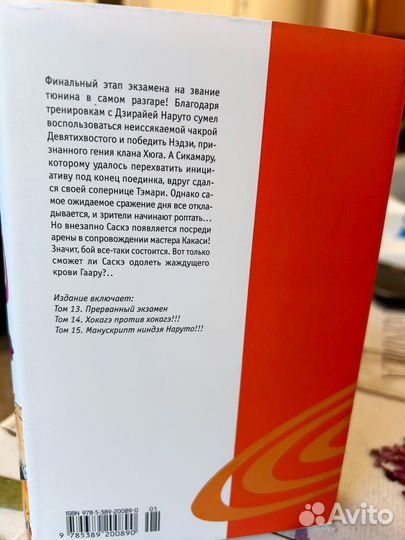 Финальный этап экзамена на звание
тюнина в самом разгаре! Благодаря
тренировкам с Дзирайей Наруто сумел
воспользоваться неиссякаемой чакрой
Девятихвостого и победить Нэдзи, при-
знанного гения клана Хюга. А Сикамару,
которому удалось перехватить иници-
ативу под конец поединка, вдруг сдал-
ся своей сопернице Тэмари. Однако са-
мое ожидаемое сражение дня все откла-
дывается, и зрители начинают роптать...
Но внезапно Саскэ появляется посреди
арены в сопровождении мастера Какаси!
Значит, бой все-таки состоится. Вот только
сможет ли Саскэ одолеть жаждущего
крови Гаару?..
Издание включает:
Том 13. Прерванный экзамен
Том 14. Хокагэ против хокагэ!!!
Том 15. Манускрипт ниндзя Наруто!!!
ISBN 978-5-389-20089-0
01
9 785389 200890
Avito